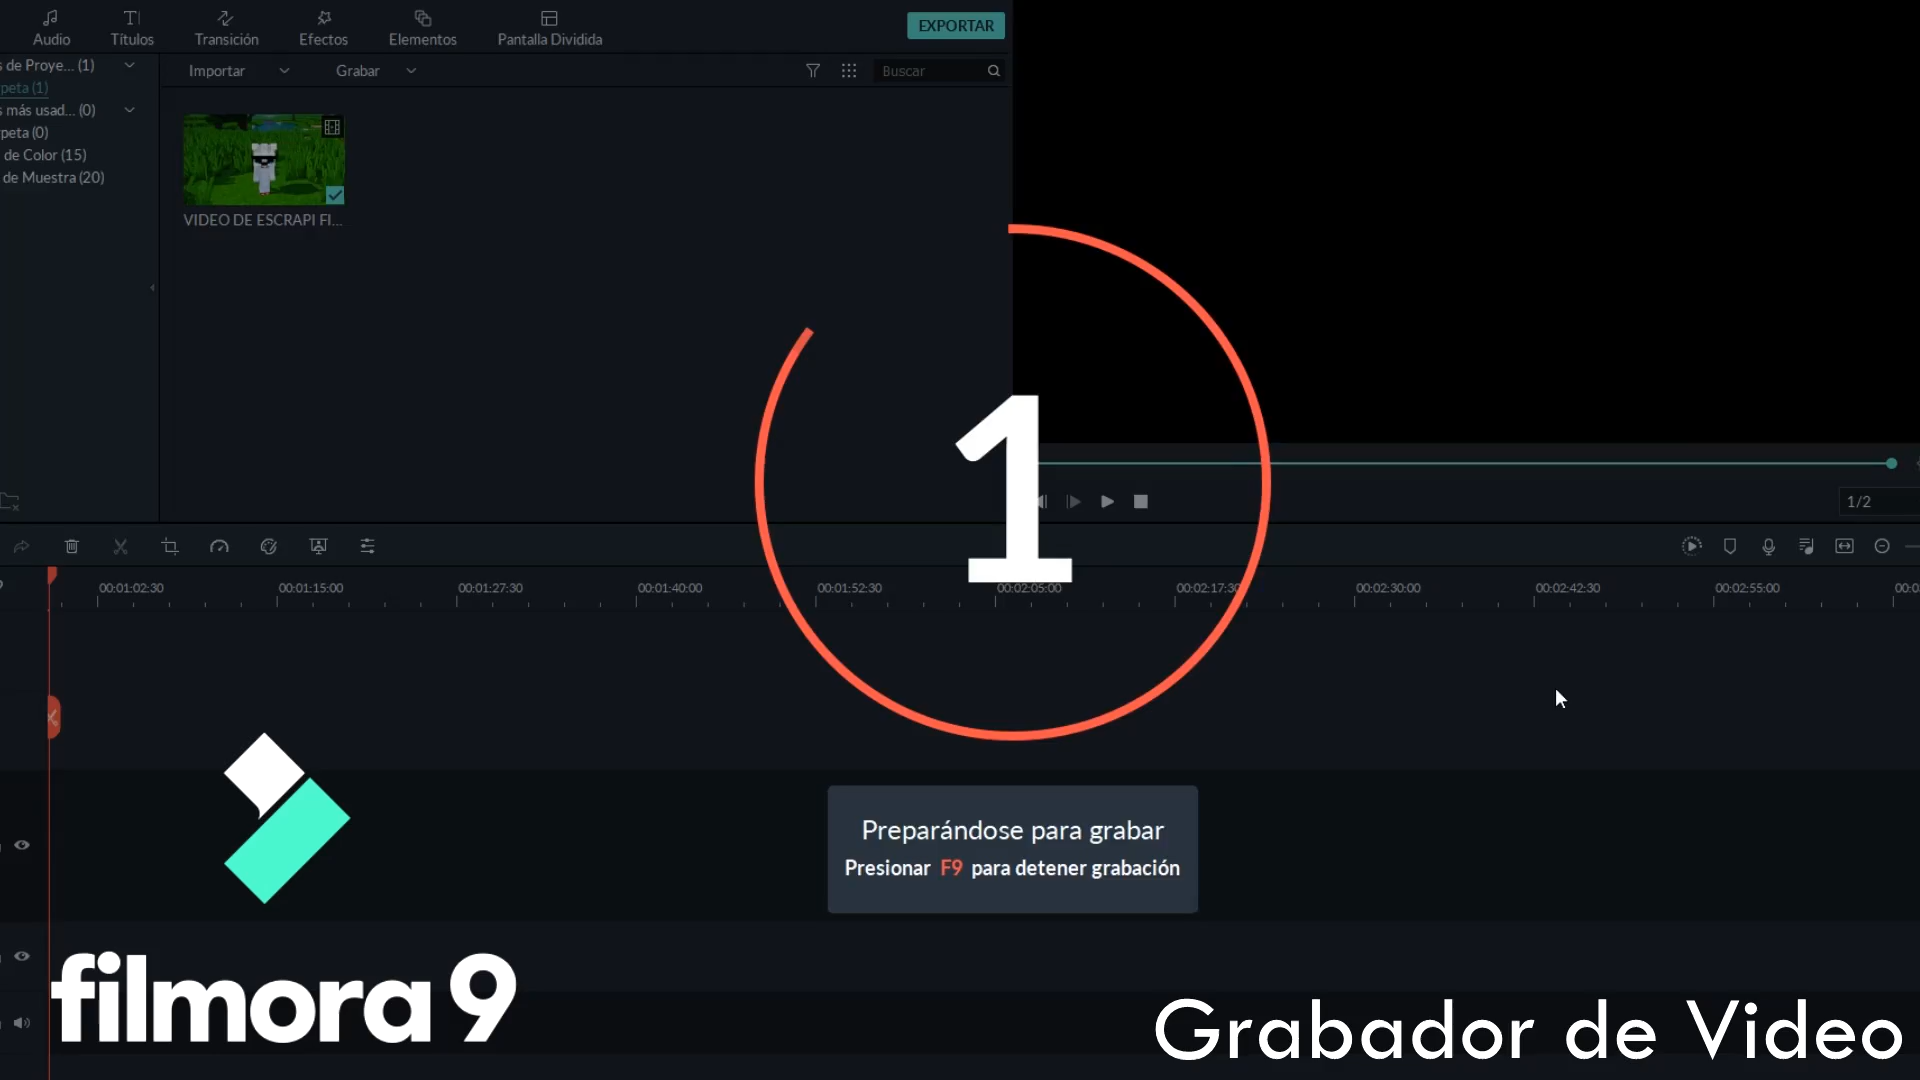 Audio
Títulos
Transición
Efectos
Elementos
Pantalla Dividida
EXPORTAR
s de Proye... (1)
peta (1)
s más usad... (0)
peta (0)
de Color (15)
de Muestra (20)
Importar
Grabar
Buscar
VIDEO DE ESCRAPI FI...
1
1/2
00:01:02:30
00:01:15:00
00:01:27:30
00:01:40:00
00:01:52:30
00:02:05:00
00:02:17:30
00:02:30:00
00:02:42:30
00:02:55:00
Preparándose para grabar
Presionar F9 para detener grabación
filmora 9
Grabador de Video